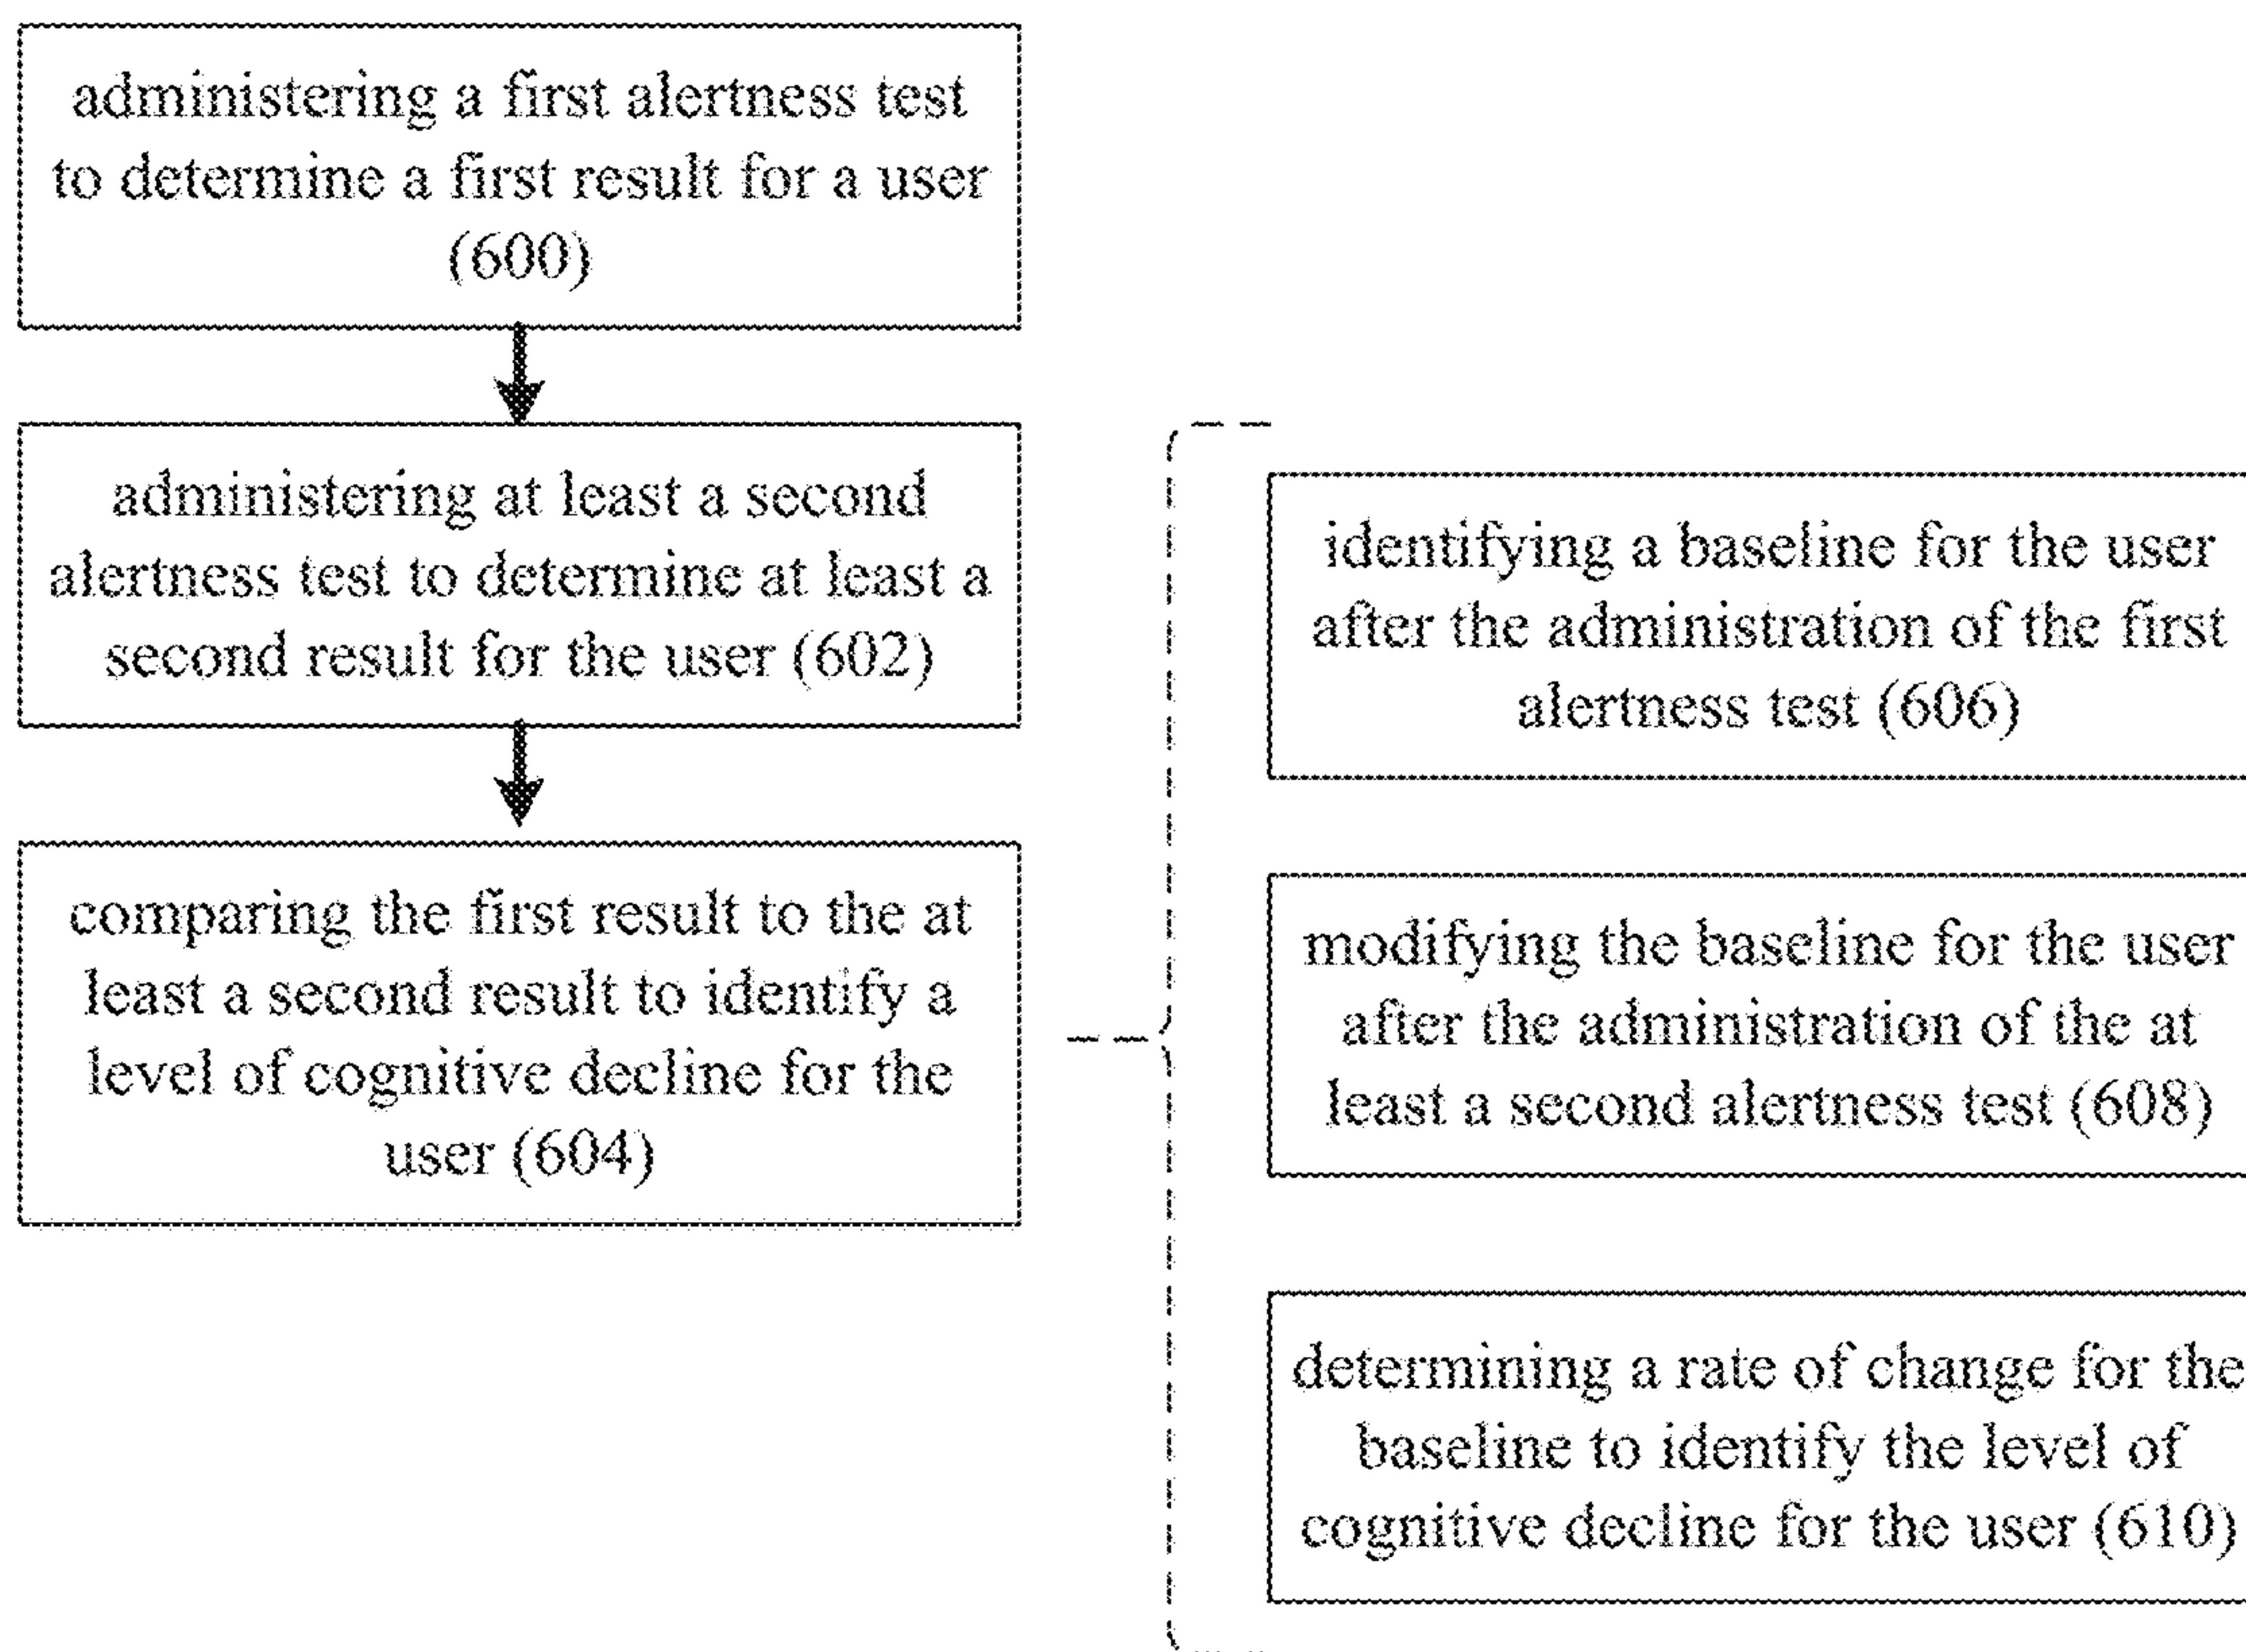 administering a first alertness test
to determine a first result for a user
(600)
administering at least a second
alertness test to determine at least a
second result for the user (602)
comparing the first result to the at
least a second result to identify a
level of cognitive decline for the
user (604)
identifying a baseline for the user
after the administration of the first
alertness test (606)
modifying the baseline for the user
after the administration of the at
least a second alertness test (608)
determining a rate of change for the
baseline to identify the level of
cognitive decline for the user (610)